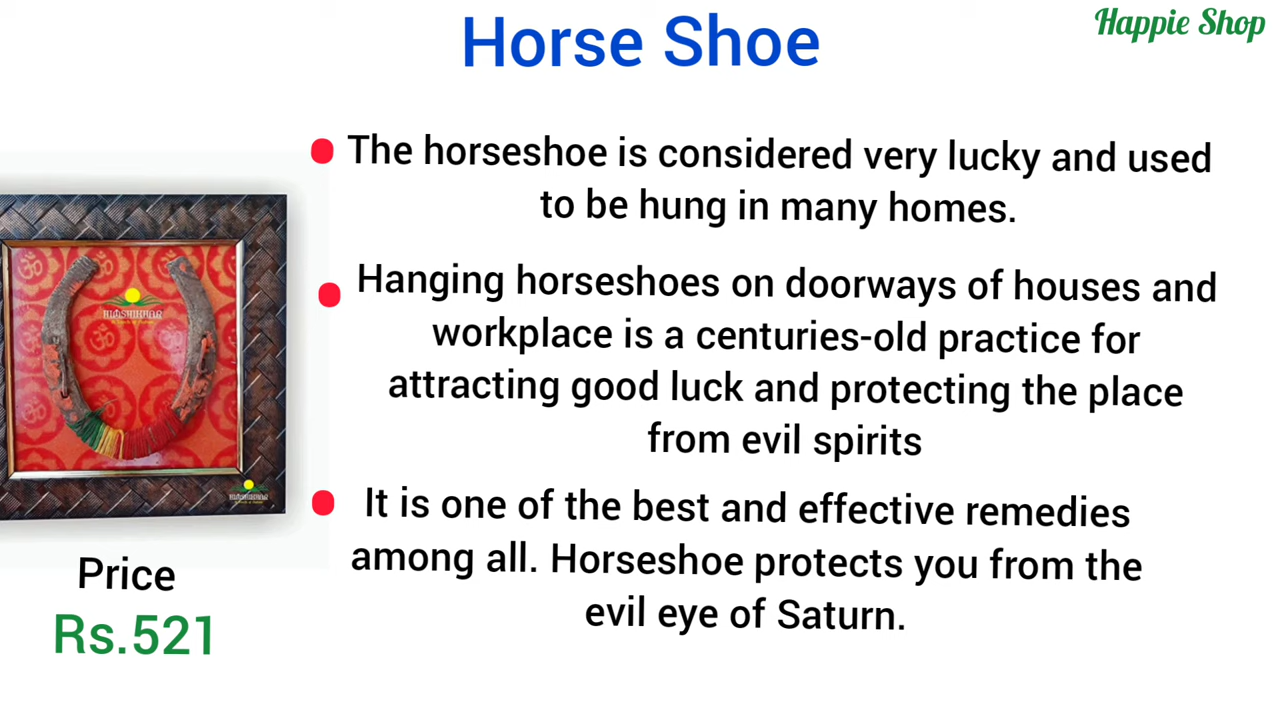 Horse Shoe
Happie Shop
The horseshoe is considered very lucky and used
to be hung in many homes.
Hanging horseshoes on doorways of houses and
workplace is a centuries-old practice for
attracting good luck and protecting the place
from evil spirits
It is one of the best and effective remedies
among all. Horseshoe protects you from the
evil eye of Saturn.
HIMSHIKHAR
Price
Rs.521